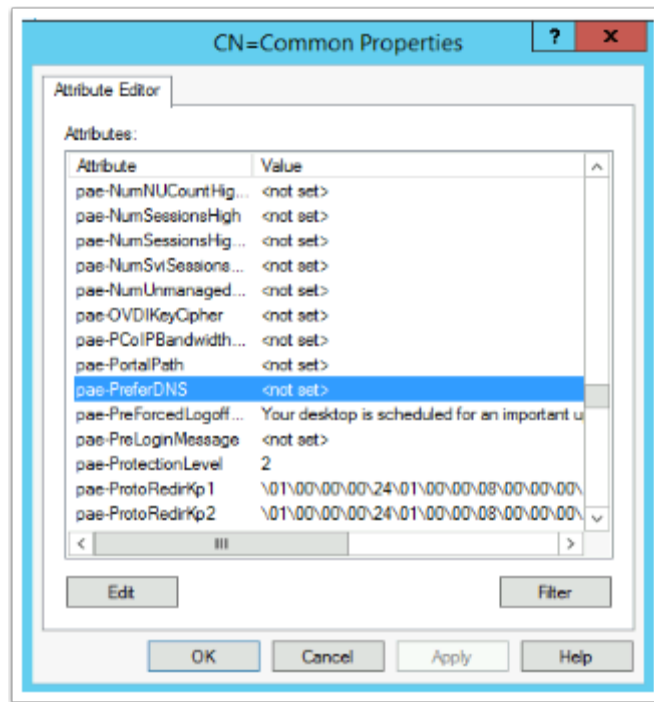 CN=Common Properties ? x
Attribute Editor
Attributes:
Attribute Value
pae-NumNUCountHig... <not set>
pae-NumSessionsHigh <not set>
pae-NumSessionsHig... <not set>
pae-NumSviSessions... <not set>
pae-NumUnmanaged... <not set>
pae-OVDIKeyCipher <not set>
pae-PCoIPBandwidth... <not set>
pae-PortalPath <not set>
pae-PreferDNS <not set>
pae-PreForcedLogoff... Your desktop is scheduled for an important u
pae-PreLoginMessage <not set>
pae-ProtectionLevel 2
pae-ProtoRedirKp1 \01\00\00\00\24\01\00\00\08\00\00\00\
pae-ProtoRedirKp2 \01\00\00\00\24\01\00\00\08\00\00\00\
Edit Filter
OK Cancel Apply Help